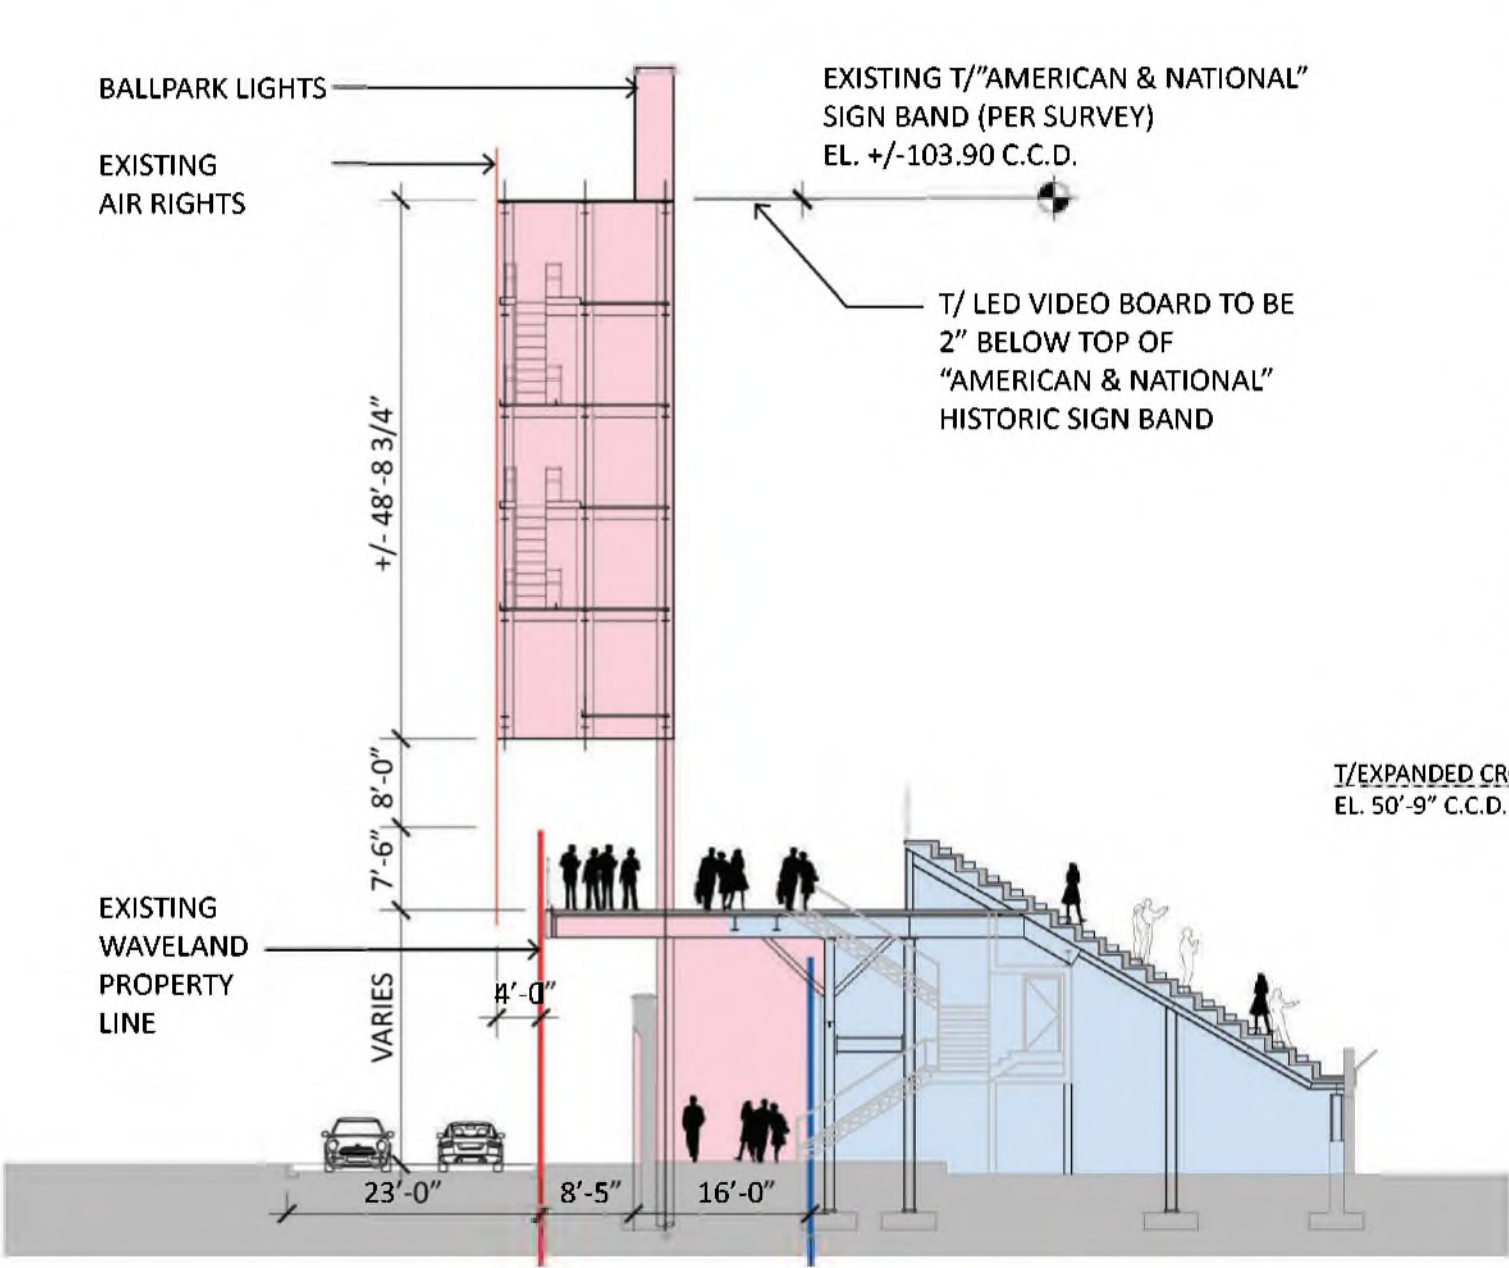 BALLPARK LIGHTS
EXISTING
AIR RIGHTS
EXISTING T/"AMERICAN & NATIONAL"
SIGN BAND (PER SURVEY)
EL. +/-103.90 C.C.D.
T/ LED VIDEO BOARD TO BE
2" BELOW TOP OF
"AMERICAN & NATIONAL"
HISTORIC SIGN BAND
+/- 48'-8 3/4"
8'-0"
7'-6"
VARIES
T/EXPANDED CR
EL. 50'-9" C.C.D.
EXISTING
WAVELAND
PROPERTY
LINE
4'-0"
23'-0"
8'-5"
16'-0"